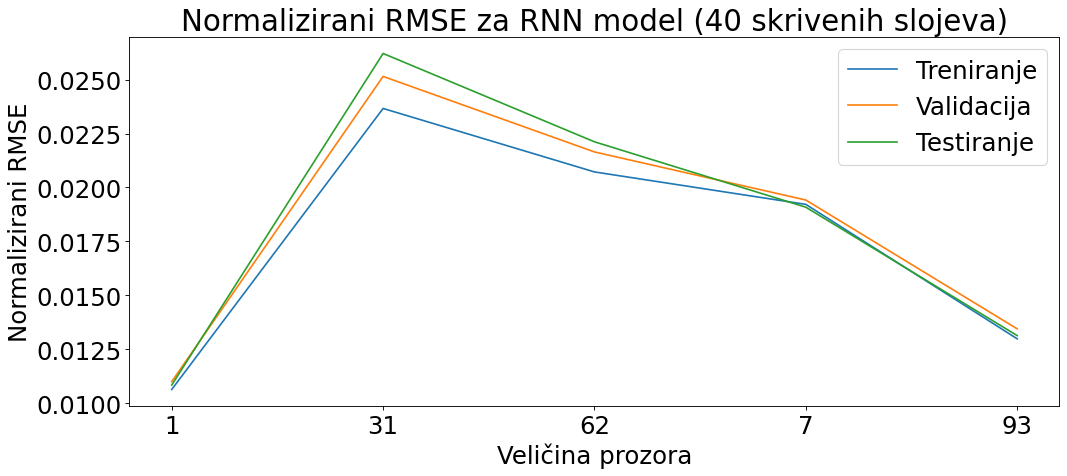 Normalizirani RMSE za RNN model (40 skrivenih slojeva)
Normalizirani RMSE
0.0250
0.0225
0.0200
0.0175
0.0150
0.0125
0.0100
Treniranje
Validacija
Testiranje
1 31 62 7 93
Veličina prozora